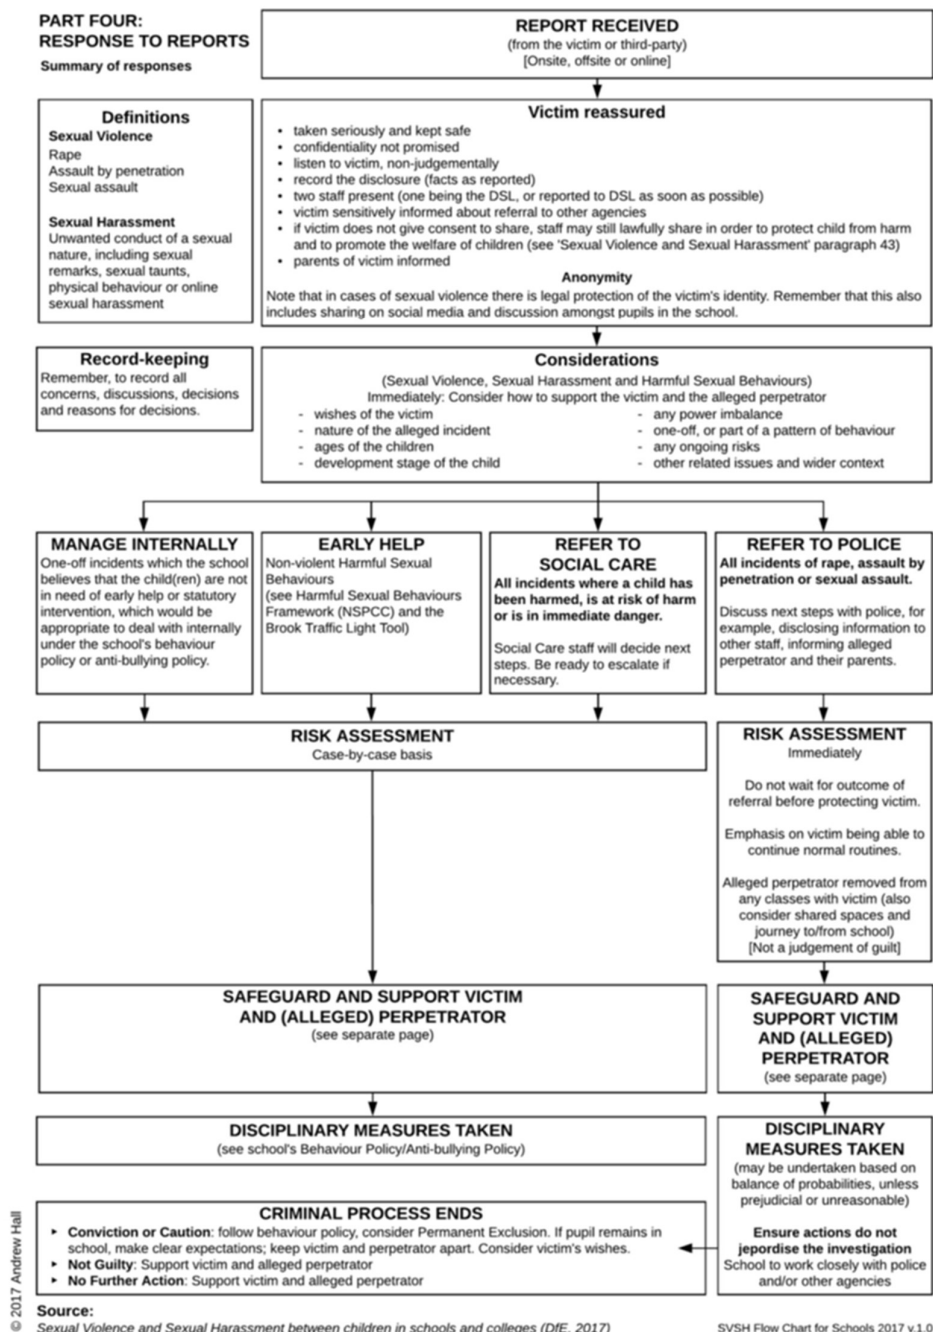 PART FOUR:
RESPONSE TO REPORTS
Summary of responses
REPORT RECEIVED
(from the victim or third-party)
[Onsite, offsite or online]
Definitions
Sexual Violence
Rape
Assault by penetration
Sexual assault
Sexual Harassment
Unwanted conduct of a sexual
nature, including sexual
remarks, sexual taunts,
physical behaviour or online
sexual harassment
Victim reassured
• taken seriously and kept safe
• confidentiality not promised
• listen to victim, non-judgementally
• record the disclosure (facts as reported)
• two staff present (one being the DSL, or reported to DSL as soon as possible)
• victim sensitively informed about referral to other agencies
• if victim does not give consent to share, staff may still lawfully share in order to protect child from harm
and to promote the welfare of children (see 'Sexual Violence and Sexual Harassment' paragraph 43)
• parents of victim informed
Anonymity
Note that in cases of sexual violence there is legal protection of the victim's identity. Remember that this also
includes sharing on social media and discussion amongst pupils in the school.
Record-keeping
Remember, to record all
concerns, discussions, decisions
and reasons for decisions.
Considerations
(Sexual Violence, Sexual Harassment and Harmful Sexual Behaviours)
Immediately: Consider how to support the victim and the alleged perpetrator
- wishes of the victim
- nature of the alleged incident
- ages of the children
- development stage of the child
- any power imbalance
- one-off, or part of a pattern of behaviour
- any ongoing risks
- other related issues and wider context
MANAGE INTERNALLY
One-off incidents which the school
believes that the child(ren) are not
in need of early help or statutory
intervention, which would be
appropriate to deal with internally
under the school's behaviour
policy or anti-bullying policy.
EARLY HELP
Non-violent Harmful Sexual
Behaviours
(see Harmful Sexual Behaviours
Framework (NSPCC) and the
Brook Traffic Light Tool)
REFER TO
SOCIAL CARE
All incidents where a child has
been harmed, is at risk of harm
or is in immediate danger.
Social Care staff will decide next
steps. Be ready to escalate if
necessary.
REFER TO POLICE
All incidents of rape, assault by
penetration or sexual assault.
Discuss next steps with police, for
example, disclosing information to
other staff, informing alleged
perpetrator and their parents.
RISK ASSESSMENT
Case-by-case basis
RISK ASSESSMENT
Immediately
Do not wait for outcome of
referral before protecting victim.
Emphasis on victim being able to
continue normal routines.
Alleged perpetrator removed from
any classes with victim (also
consider shared spaces and
journey to/from school)
[Not a judgement of guilt]
SAFEGUARD AND SUPPORT VICTIM
AND (ALLEGED) PERPETRATOR
(see separate page)
SAFEGUARD AND
SUPPORT VICTIM
AND (ALLEGED)
PERPETRATOR
(see separate page)
DISCIPLINARY MEASURES TAKEN
(see school's Behaviour Policy/Anti-bullying Policy)
DISCIPLINARY
MEASURES TAKEN
(may be undertaken based on
balance of probabilities, unless
prejudicial or unreasonable)
Ensure actions do not
jepordise the investigation
School to work closely with police
and/or other agencies
CRIMINAL PROCESS ENDS
‣ Conviction or Caution: follow behaviour policy, consider Permanent Exclusion. If pupil remains in
school, make clear expectations; keep victim and perpetrator apart. Consider victim's wishes.
‣ Not Guilty: Support victim and alleged perpetrator
‣ No Further Action: Support victim and alleged perpetrator
© 2017 Andrew Hall
Source:
Sexual Violence and Sexual Harassment between children in schools and colleges (DfE, 2017)
SVSH Flow Chart for Schools 2017 v.1.0